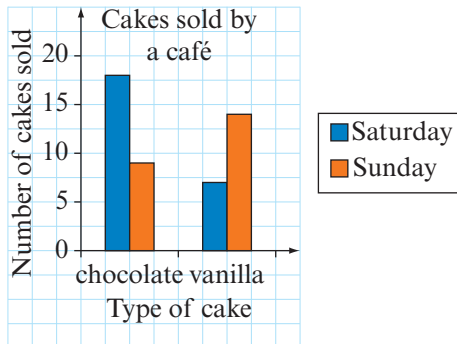 Cakes sold by
a café
Number of cakes sold
20
15
10
5
0
chocolate vanilla
Type of cake
Saturday
Sunday